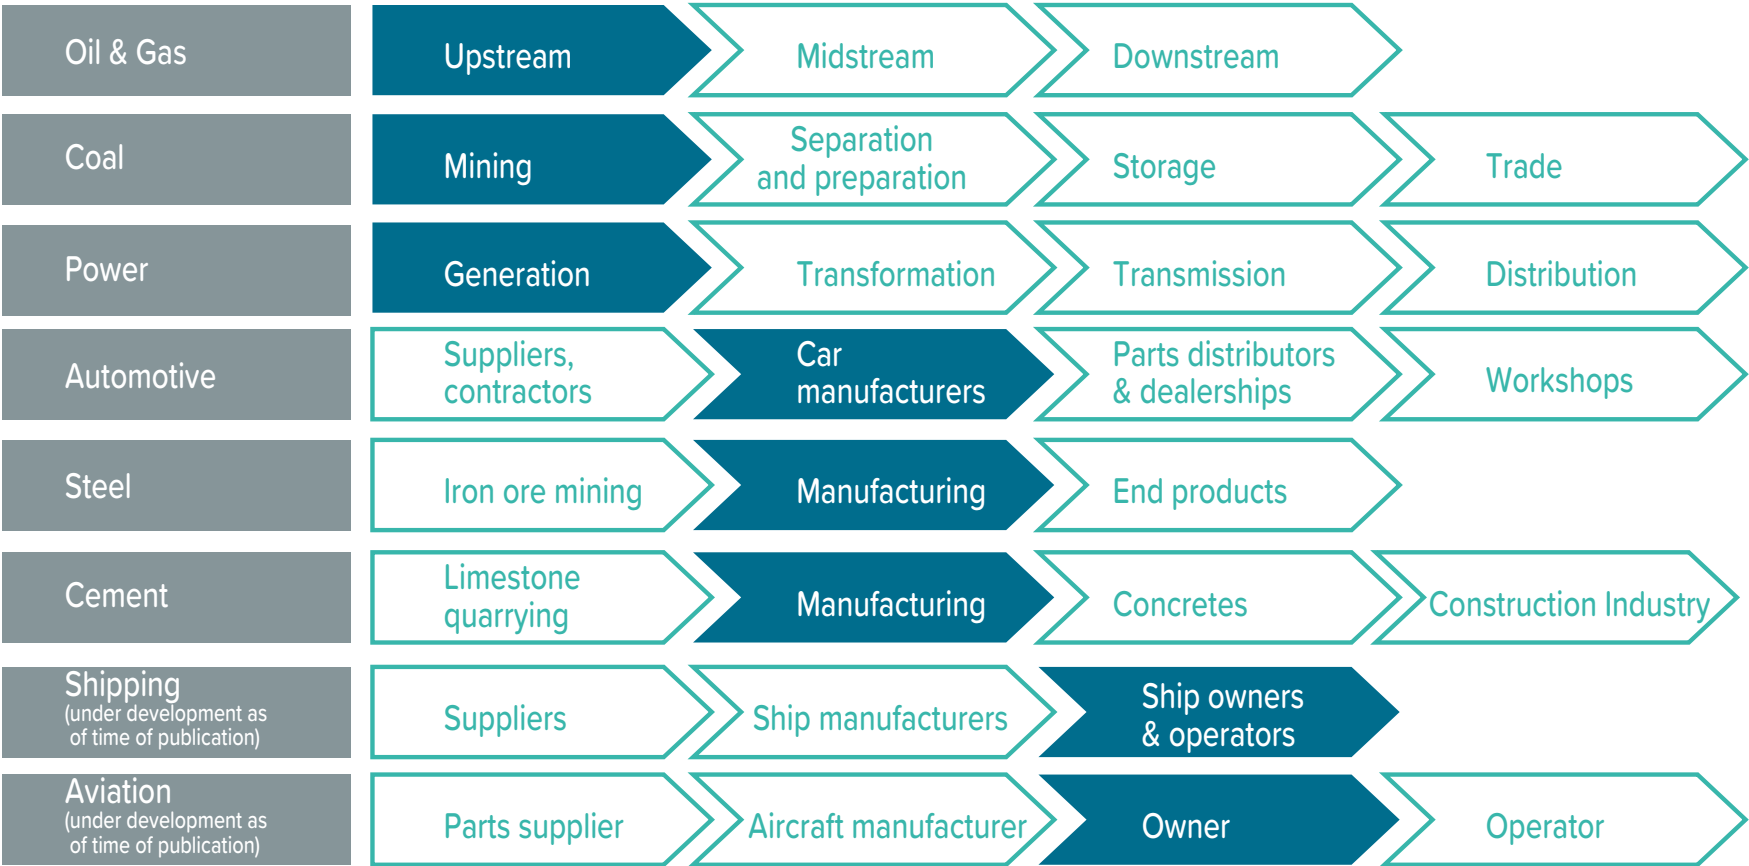 Oil & Gas
Upstream
Midstream
Downstream
Coal
Mining
Separation
and preparation
Storage
Trade
Power
Generation
Transformation
Transmission
Distribution
Automotive
Suppliers,
contractors
Car
manufacturers
Parts distributors
& dealerships
Workshops
Steel
Iron ore mining
Manufacturing
End products
Cement
Limestone
quarrying
Manufacturing
Concretes
Construction Industry
Shipping
(under development as
of time of publication)
Suppliers
Ship manufacturers
Ship owners
& operators
Aviation
(under development as
of time of publication)
Parts supplier
Aircraft manufacturer
Owner
Operator